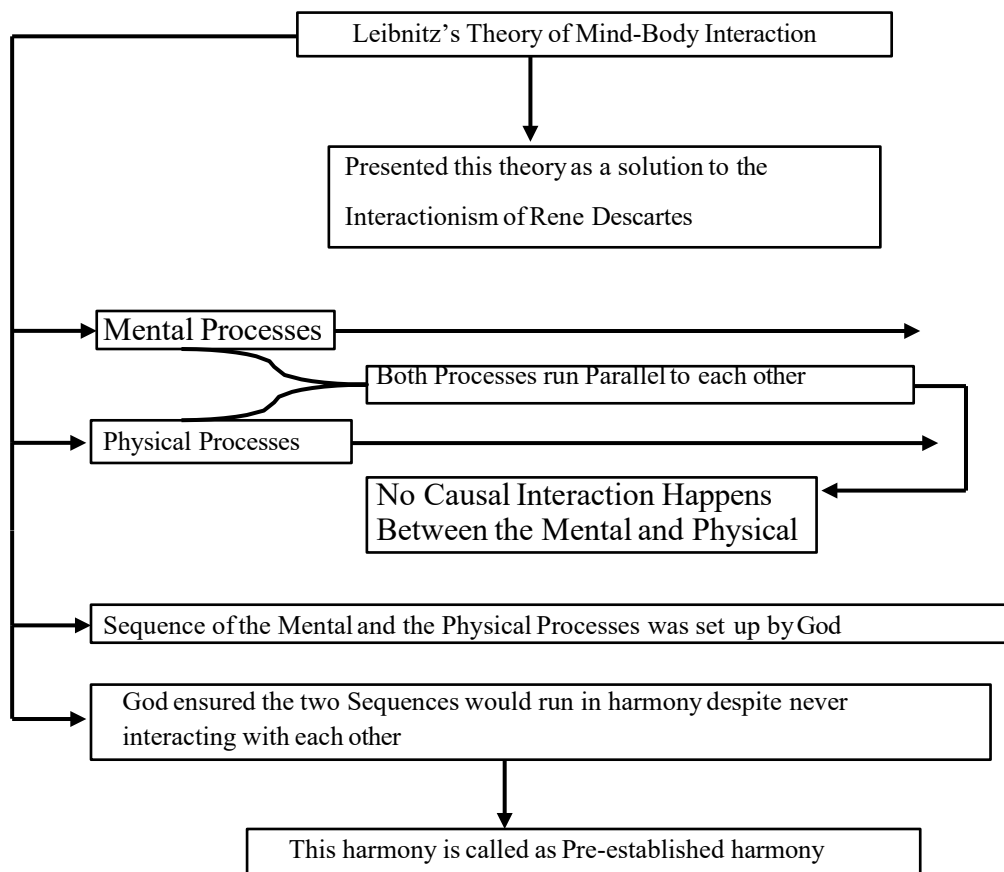 Leibnitz’s Theory of Mind-Body Interaction
Presented this theory as a solution to the
Interactionism of Rene Descartes
Mental Processes
Both Processes run Parallel to each other
Physical Processes
No Causal Interaction Happens
Between the Mental and Physical
Sequence of the Mental and the Physical Processes was set up by God
God ensured the two Sequences would run in harmony despite never
interacting with each other
This harmony is called as Pre-established harmony